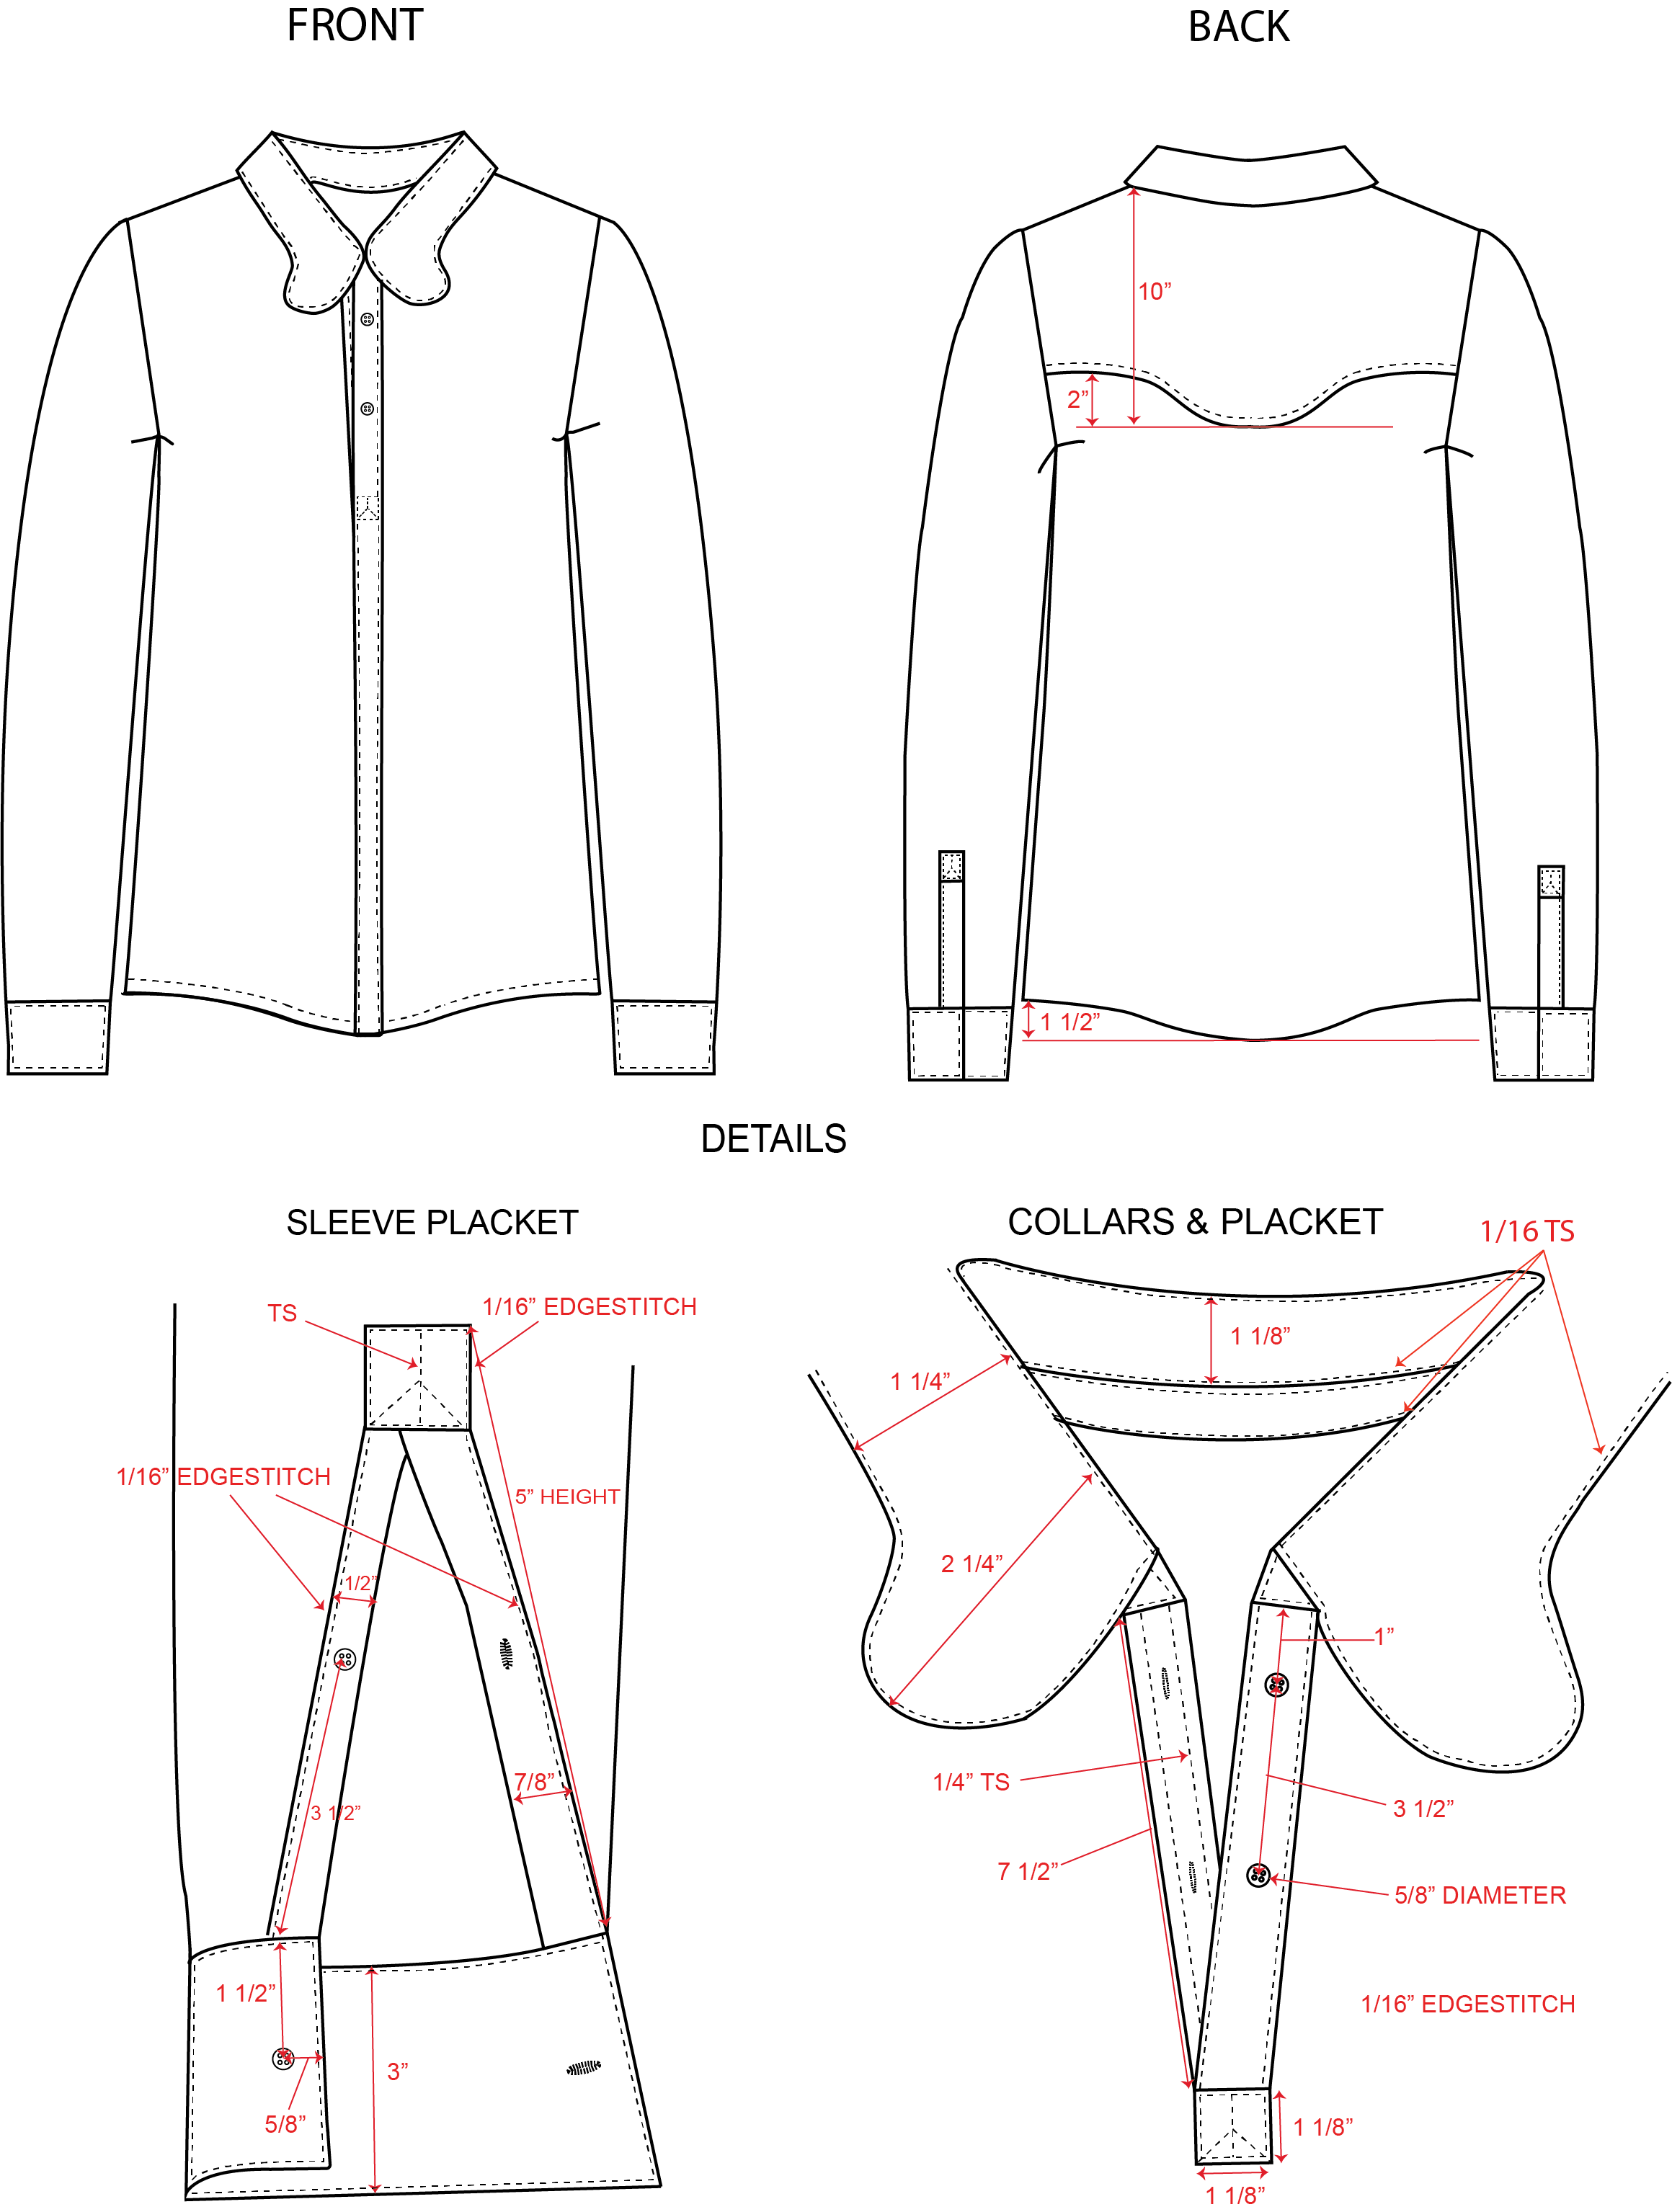 FRONT
BACK
10”
2”
1 1/2”
DETAILS
SLEEVE PLACKET
COLLARS & PLACKET
1/16 TS
TS
1/16” EDGESTITCH
1 1/8”
1 1/4”
1/16” EDGESTITCH
5” HEIGHT
2 1/4”
1/2”
1”
7/8”
1/4” TS
3 1/2”
3 1/2”
7 1/2”
5/8” DIAMETER
1 1/2”
1/16” EDGESTITCH
3”
5/8”
1 1/8”
1 1/8”